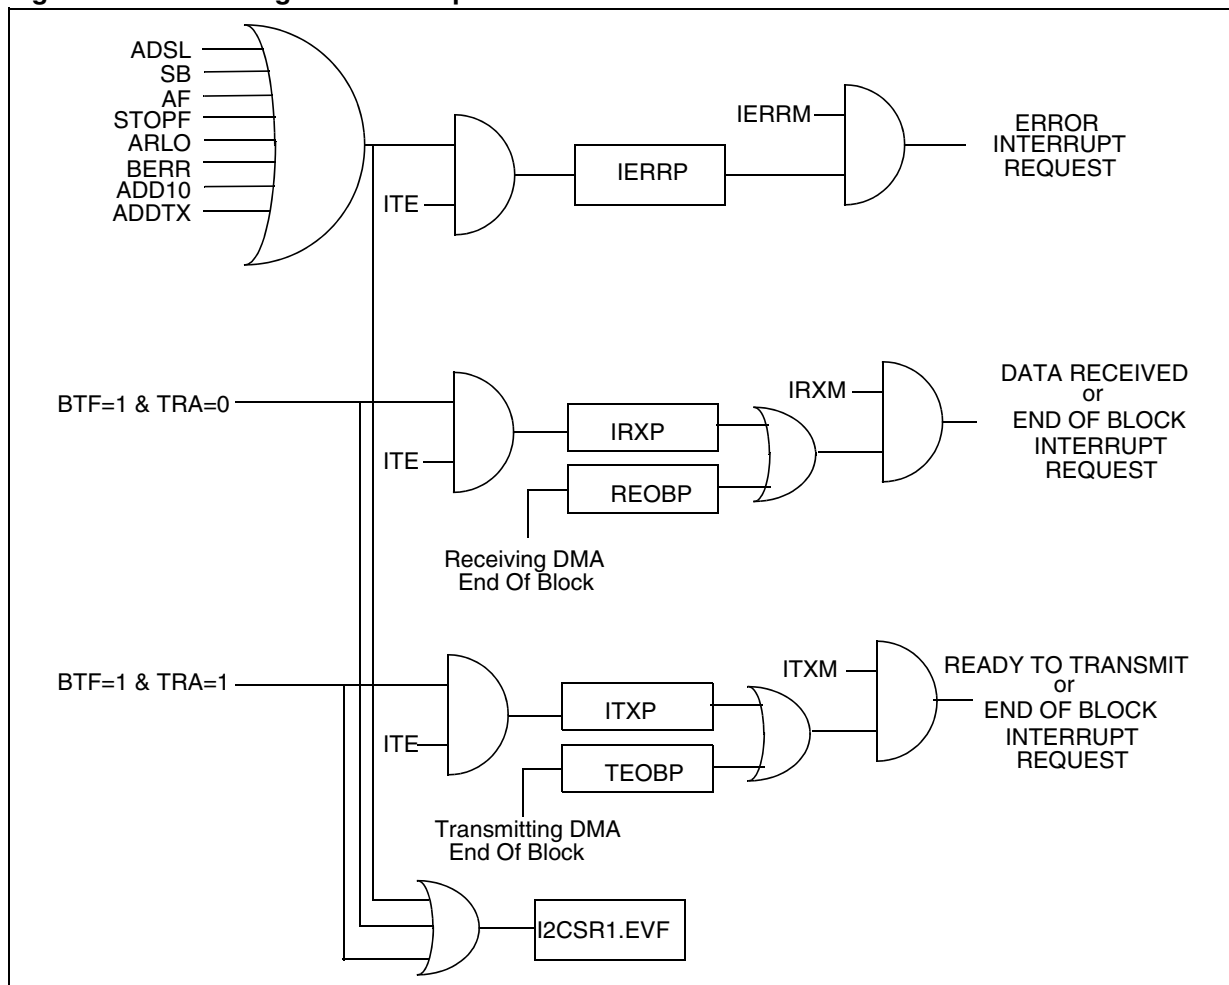 ADSL
SB
AF
STOPF
ARLO
BERR
ADD10
ADDTX
ITE
IERRP
IERRM
ERROR
INTERRUPT
REQUEST
BTF=1 & TRA=0
ITE
IRXP
REOBP
Receiving DMA
End Of Block
IRXM
DATA RECEIVED
or
END OF BLOCK
INTERRUPT
REQUEST
BTF=1 & TRA=1
ITE
ITXP
TEOBP
Transmitting DMA
End Of Block
ITXM
READY TO TRANSMIT
or
END OF BLOCK
INTERRUPT
REQUEST
I2CSR1.EVF